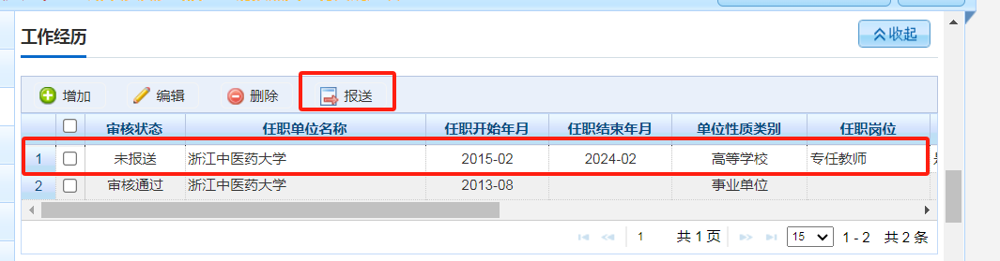 工作经历
收起
增加 编辑 删除 报送
审核状态 任职单位名称 任职开始年月 任职结束年月 单位性质类别 任职岗位
1 未报送 浙江中医药大学 2015-02 2024-02 高等学校 专任教师
2 审核通过 浙江中医药大学 2013-08 事业单位
1 共 1 页 15 1 - 2 共 2 条